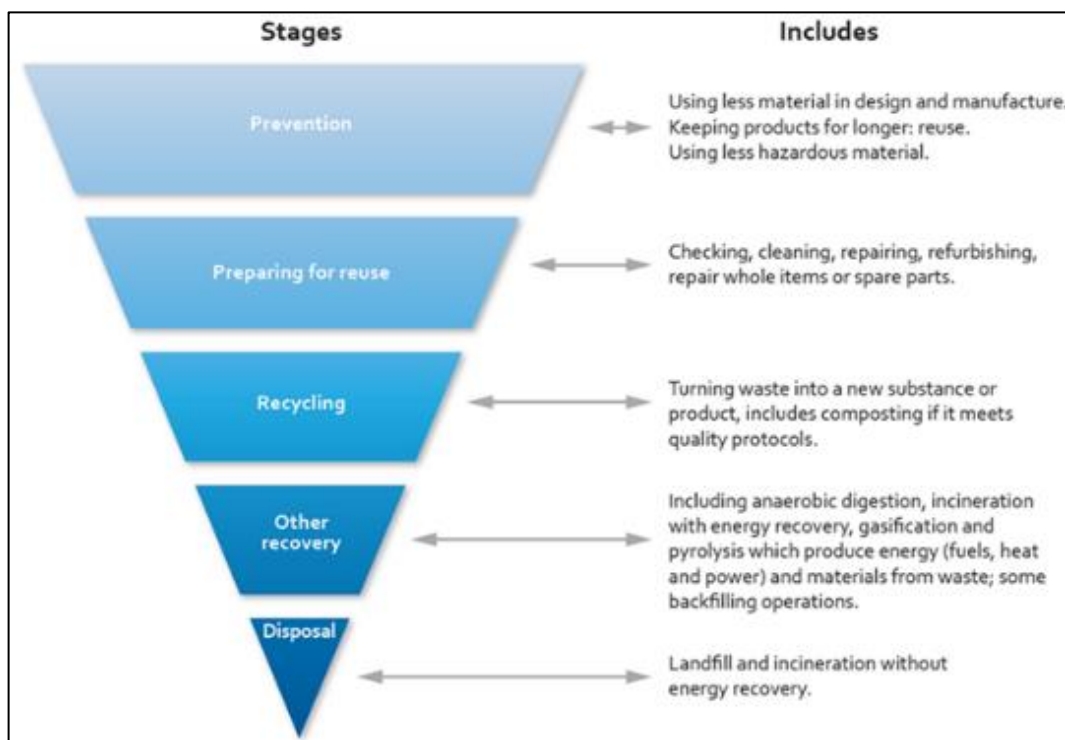 Stages
Includes
Prevention
Using less material in design and manufacture.
Keeping products for longer: reuse.
Using less hazardous material.
Preparing for reuse
Checking, cleaning, repairing, refurbishing,
repair whole items or spare parts.
Recycling
Turning waste into a new substance or
product, includes composting if it meets
quality protocols.
Other
recovery
Including anaerobic digestion, incineration
with energy recovery, gasification and
pyrolysis which produce energy (fuels, heat
and power) and materials from waste; some
backfilling operations.
Disposal
Landfill and incineration without
energy recovery.